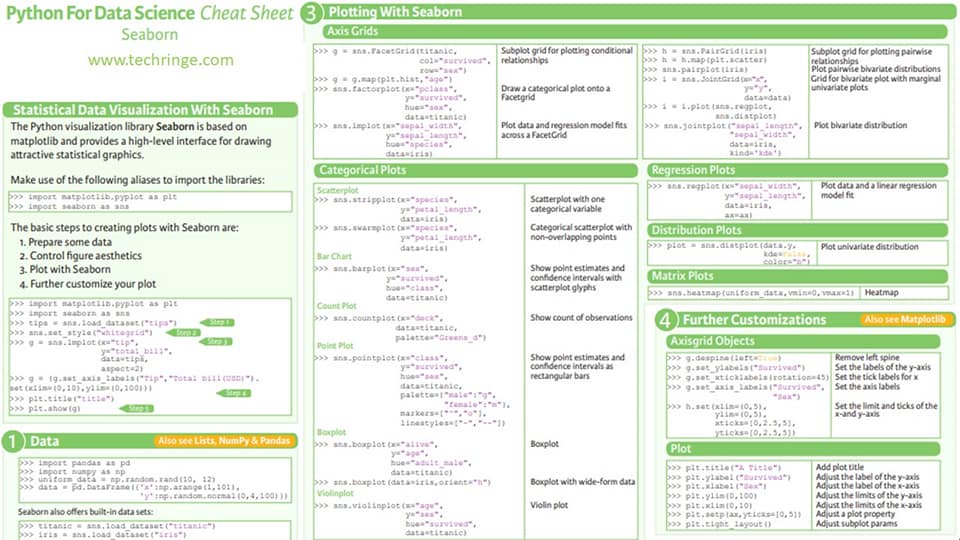 Python For Data Science Cheat Sheet
Seaborn
www.techringe.com
Statistical Data Visualization With Seaborn
The Python visualization library Seaborn is based on
matplotlib and provides a high-level interface for drawing
attractive statistical graphics.
Make use of the following aliases to import the libraries:
>>> import matplotlib.pyplot as plt
>>> import seaborn as sns
The basic steps to creating plots with Seaborn are:
1. Prepare some data
2. Control figure aesthetics
3. Plot with Seaborn
4. Further customize your plot
>>> import matplotlib.pyplot as plt
>>> import seaborn as sns
>>> tips = sns.load_dataset("tips") Step 1
>>> sns.set_style("whitegrid") Step 2
>>> g = sns.lmplot(x="tip", Step 3
y="total_bill",
data=tips,
aspect=2)
>>> g = (g.set_axis_labels("Tip","Total bill(USD)").
set(xlim=(0,10),ylim=(0,100)))
Step 4
>>> plt.title("title")
>>> plt.show(g) Step 5
1 Data Also see Lists, NumPy & Pandas
>>> import pandas as pd
>>> import numpy as np
>>> uniform_data = np.random.rand(10, 12)
>>> data = pd.DataFrame({'x':np.arange(1,101),
'y':np.random.normal(0,4,100)})
Seaborn also offers built-in data sets:
>>> titanic = sns.load_dataset("titanic")
>>> iris = sns.load_dataset("iris")
3 Plotting With Seaborn
Axis Grids
>>> g = sns.FacetGrid(titanic, Subplot grid for plotting conditional
col="survived", relationships
row="sex")
>>> g = g.map(plt.hist,"age")
>>> sns.factorplot(x="pclass", Draw a categorical plot onto a
y="survived", Facetgrid
hue="sex",
data=titanic)
>>> sns.lmplot(x="sepal_width", Plot data and regression model fits
y="sepal_length", across a FacetGrid
hue="species",
data=iris)
>>> h = sns.PairGrid(iris) Subplot grid for plotting pairwise
>>> h = h.map(plt.scatter) relationships
>>> sns.pairplot(iris) Plot pairwise bivariate distributions
>>> i = sns.JointGrid(x="x", Grid for bivariate plot with marginal
y="y", univariate plots
data=data)
>>> i = i.plot(sns.regplot,
sns.distplot)
>>> sns.jointplot("sepal_length", Plot bivariate distribution
"sepal_width",
data=iris,
kind='kde')
Categorical Plots
Scatterplot
>>> sns.stripplot(x="species", Scatterplot with one
y="petal_length", categorical variable
data=iris)
>>> sns.swarmplot(x="species", Categorical scatterplot with
y="petal_length", non-overlapping points
data=iris)
Bar Chart
>>> sns.barplot(x="sex", Show point estimates and
y="survived", confidence intervals with
hue="class", scatterplot glyphs
data=titanic)
Count Plot
>>> sns.countplot(x="deck", Show count of observations
data=titanic,
palette="Greens_d")
Point Plot
>>> sns.pointplot(x="class", Show point estimates and
y="survived", confidence intervals as
hue="sex", rectangular bars
data=titanic,
palette={"male":"g",
"female":"m"},
markers=["^","o"],
linestyles=["-","--"])
Boxplot
>>> sns.boxplot(x="alive", Boxplot
y="age",
hue="adult_male",
data=titanic)
>>> sns.boxplot(data=iris,orient="h") Boxplot with wide-form data
Violinplot
>>> sns.violinplot(x="age", Violin plot
y="sex",
hue="survived",
data=titanic)
Regression Plots
>>> sns.regplot(x="sepal_width", Plot data and a linear regression
y="sepal_length", model fit
data=iris,
ax=ax)
Distribution Plots
>>> plot = sns.distplot(data.y, Plot univariate distribution
kde=False,
color="b")
Matrix Plots
>>> sns.heatmap(uniform_data,vmin=0,vmax=1) Heatmap
4 Further Customizations Also see Matplotlib
Axisgrid Objects
>>> g.despine(left=True) Remove left spine
>>> g.set_ylabels("Survived") Set the labels of the y-axis
>>> g.set_xticklabels(rotation=45) Set the tick labels for x
>>> g.set_axis_labels("Survived", Set the axis labels
"Sex")
>>> h.set(xlim=(0,5), Set the limit and ticks of the
ylim=(0,5), x-and y-axis
xticks=[0,2.5,5],
yticks=[0,2.5,5])
Plot
>>> plt.title("A Title") Add plot title
>>> plt.ylabel("Survived") Adjust the label of the y-axis
>>> plt.xlabel("Sex") Adjust the label of the x-axis
>>> plt.ylim(0,100) Adjust the limits of the y-axis
>>> plt.xlim(0,10) Adjust the limits of the x-axis
>>> plt.setp(ax,yticks=[0,5]) Adjust a plot property
>>> plt.tight_layout() Adjust subplot params